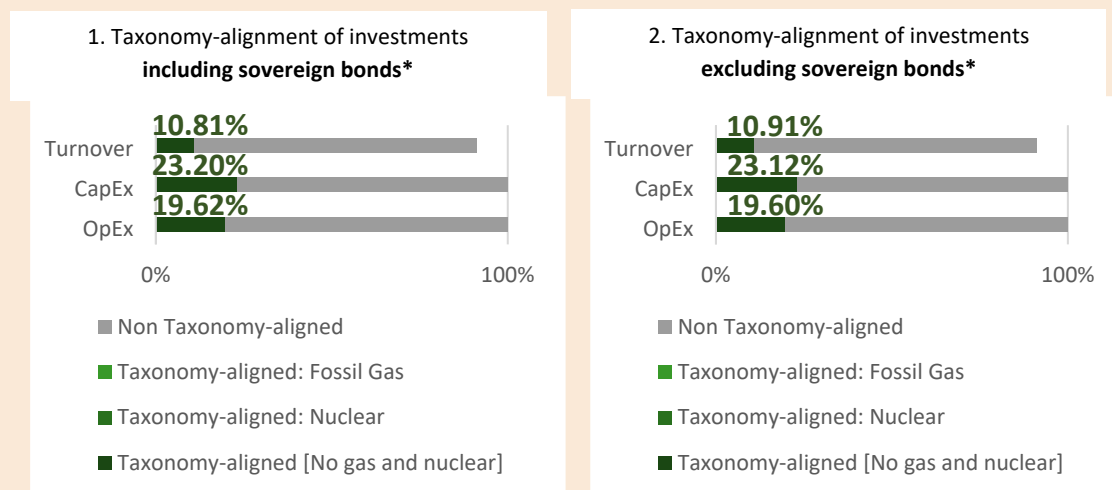 1. Taxonomy-alignment of investments
including sovereign bonds*
10.81%
Turnover
23.20%
CapEx
19.62%
OpEx
0%
100%
Non Taxonomy-aligned
Taxonomy-aligned: Fossil Gas
Taxonomy-aligned: Nuclear
Taxonomy-aligned [No gas and nuclear]
2. Taxonomy-alignment of investments
excluding sovereign bonds*
10.91%
Turnover
23.12%
CapEx
19.60%
OpEx
0%
100%
Non Taxonomy-aligned
Taxonomy-aligned: Fossil Gas
Taxonomy-aligned: Nuclear
Taxonomy-aligned [No gas and nuclear]